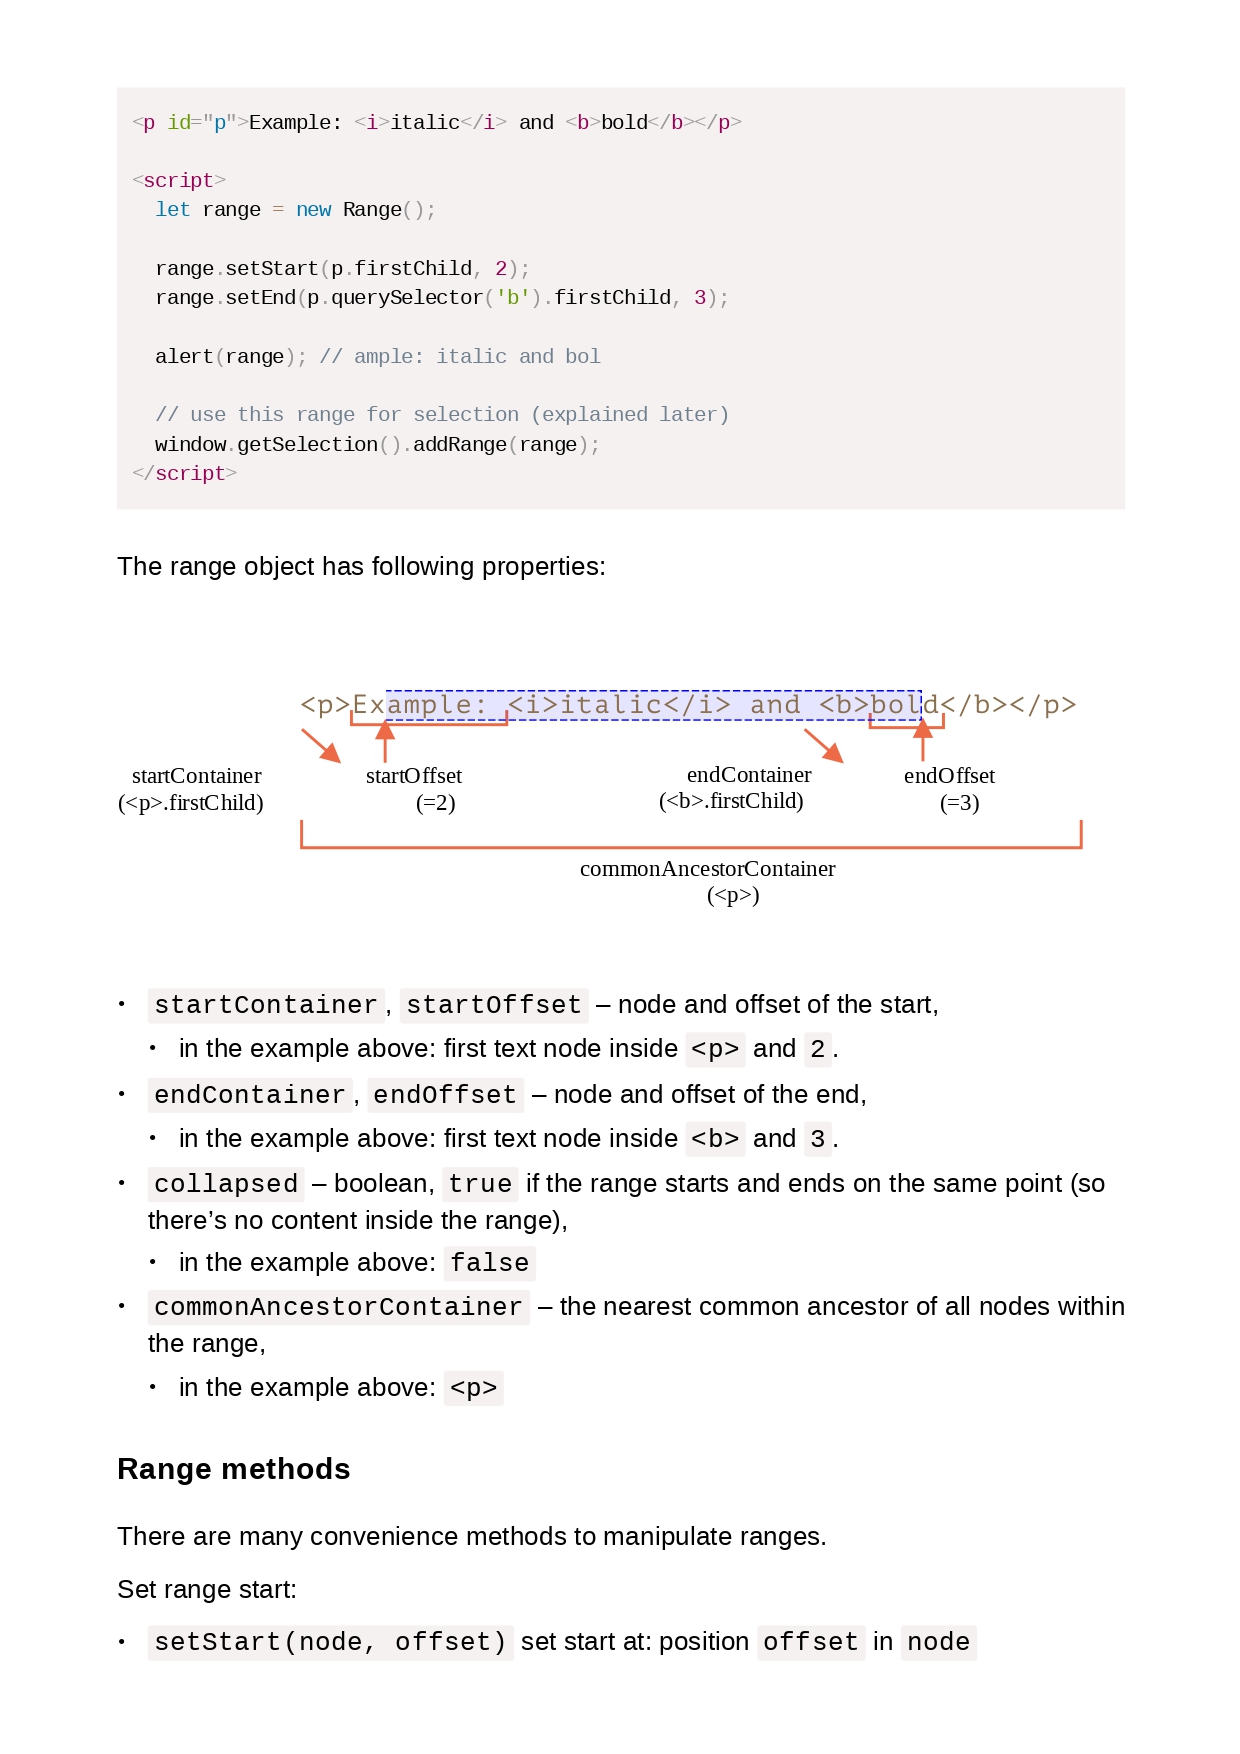 <p id="p">Example: <i>italic</i> and <b>bold</b></p>
<script>
let range = new Range();
range.setStart(p.firstChild, 2);
range.setEnd(p.querySelector('b').firstChild, 3);
alert(range); // ample: italic and bol
// use this range for selection (explained later)
window.getSelection().addRange(range);
</script>
The range object has following properties:
<p>Example: <i>italic</i> and <b>bold</b></p>
startContainer startOffset endContainer endOffset
(<p>.firstChild) (=2) (<b>.firstChild) (=3)
commonAncestorContainer
(<p>)
• startContainer, startOffset – node and offset of the start,
• in the example above: first text node inside <p> and 2.
• endContainer, endOffset – node and offset of the end,
• in the example above: first text node inside <b> and 3.
• collapsed – boolean, true if the range starts and ends on the same point (so
there’s no content inside the range),
• in the example above: false
• commonAncestorContainer – the nearest common ancestor of all nodes within
the range,
• in the example above: <p>
Range methods
There are many convenience methods to manipulate ranges.
Set range start:
• setStart(node, offset) set start at: position offset in node